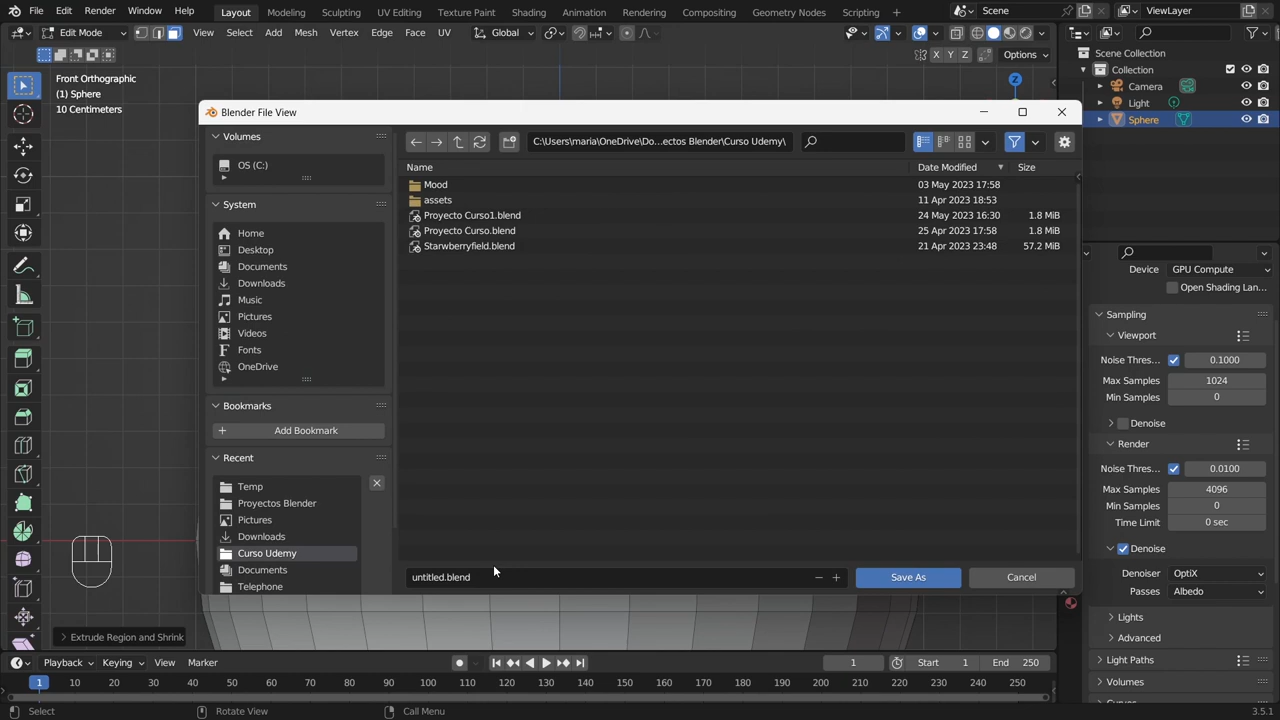 File Edit Render Window Help Layout Modeling Sculpting UV Editing Texture Paint Shading Animation Rendering Compositing Geometry Nodes Scripting + Scene ViewLayer
Edit Mode View Select Add Mesh Vertex Edge Face UV Global
X Y Z Options
Front Orthographic
(1) Sphere
10 Centimeters
Z
Scene Collection
Collection
Camera
Light
Sphere
Blender File View
Volumes
OS (C:)
System
Home
Desktop
Documents
Downloads
Music
Pictures
Videos
Fonts
OneDrive
Bookmarks
Add Bookmark
Recent
Temp
Proyectos Blender
Pictures
Downloads
Curso Udemy
Documents
Telephone
C:\Users\maria\OneDrive\Do...ectos Blender\Curso Udemy\
Name Date Modified Size
Mood 03 May 2023 17:58
assets 11 Apr 2023 18:53
Proyecto Curso1.blend 24 May 2023 16:30 1.8 MiB
Proyecto Curso.blend 25 Apr 2023 17:58 1.8 MiB
Starwberryfield.blend 21 Apr 2023 23:48 57.2 MiB
untitled.blend Save As Cancel
Device GPU Compute
Open Shading Lan...
Sampling
Viewport
Noise Thres... 0.1000
Max Samples 1024
Min Samples 0
Denoise
Render
Noise Thres... 0.0100
Max Samples 4096
Min Samples 0
Time Limit 0 sec
Denoise
Denoiser OptiX
Passes Albedo
Lights
Advanced
Light Paths
Volumes
Extrude Region and Shrink
Playback Keying View Marker 1 Start 1 End 250
1 10 20 30 40 50 60 70 80 90 100 110 120 130 140 150 160 170 180 190 200 210 220 230 240 250
Select Rotate View Call Menu 3.5.1